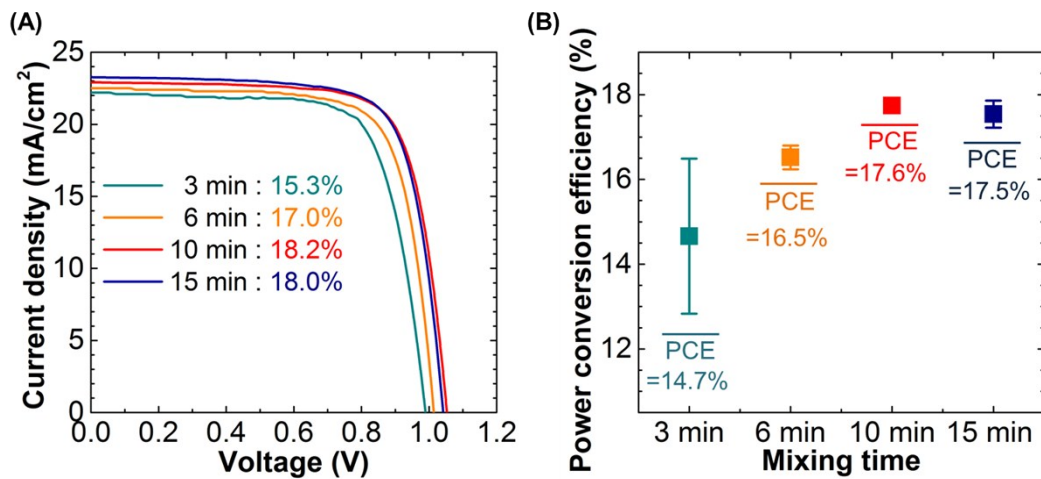 (A)
Current density (mA/cm²)
25
20
15
10
5
0
3 min : 15.3%
6 min : 17.0%
10 min : 18.2%
15 min : 18.0%
0.0 0.2 0.4 0.6 0.8 1.0 1.2
Voltage (V)
(B)
Power conversion efficiency (%)
18
16
14
12
PCE
=14.7%
PCE
=16.5%
PCE
=17.6%
PCE
=17.5%
3 min 6 min 10 min 15 min
Mixing time